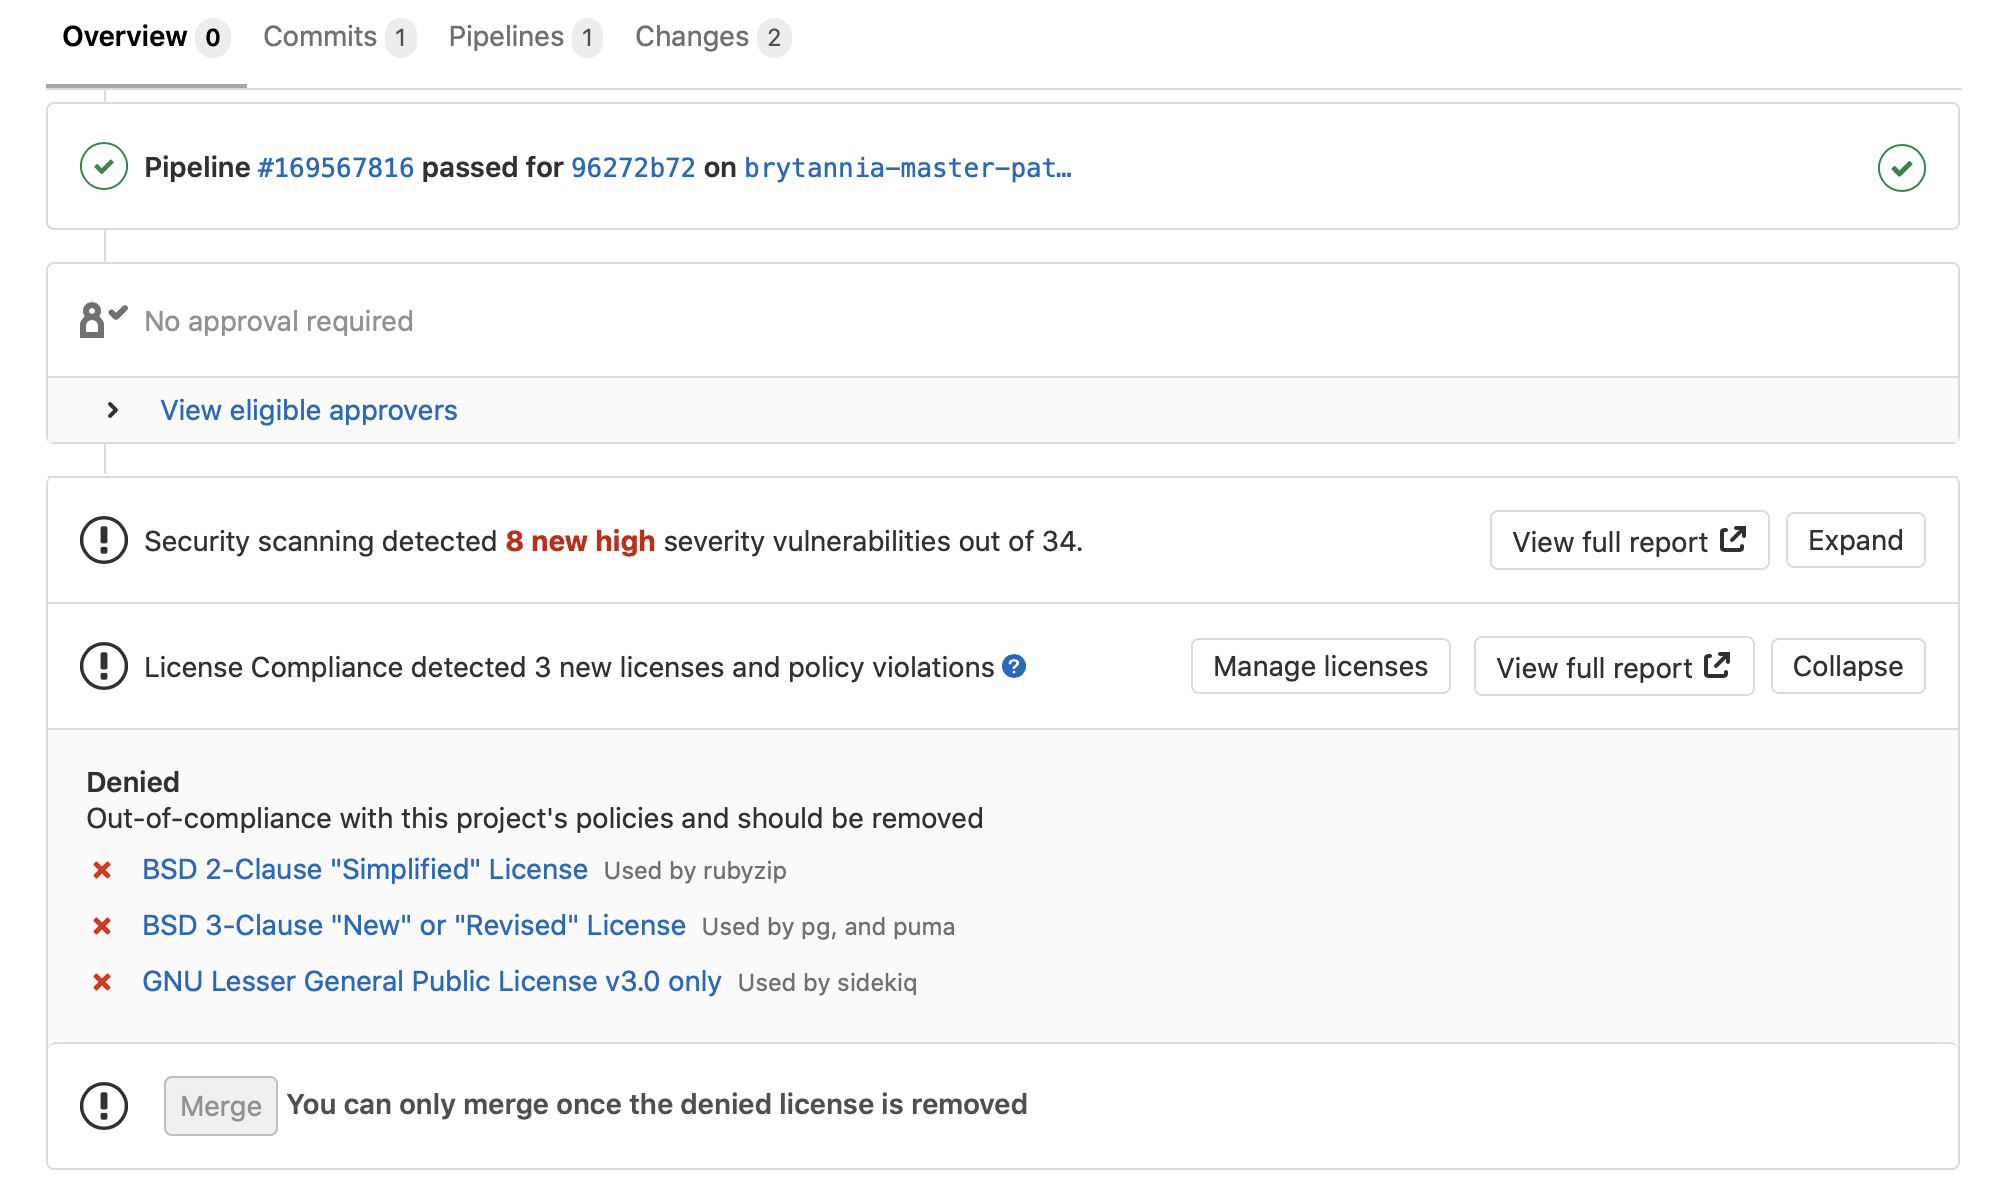 Overview 0 Commits 1 Pipelines 1 Changes 2
Pipeline #169567816 passed for 96272b72 on brytannia-master-pat…
No approval required
View eligible approvers
Security scanning detected 8 new high severity vulnerabilities out of 34. View full report Expand
License Compliance detected 3 new licenses and policy violations ? Manage licenses View full report Collapse
Denied
Out-of-compliance with this project's policies and should be removed
BSD 2-Clause "Simplified" License Used by rubyzip
BSD 3-Clause "New" or "Revised" License Used by pg, and puma
GNU Lesser General Public License v3.0 only Used by sidekiq
Merge You can only merge once the denied license is removed